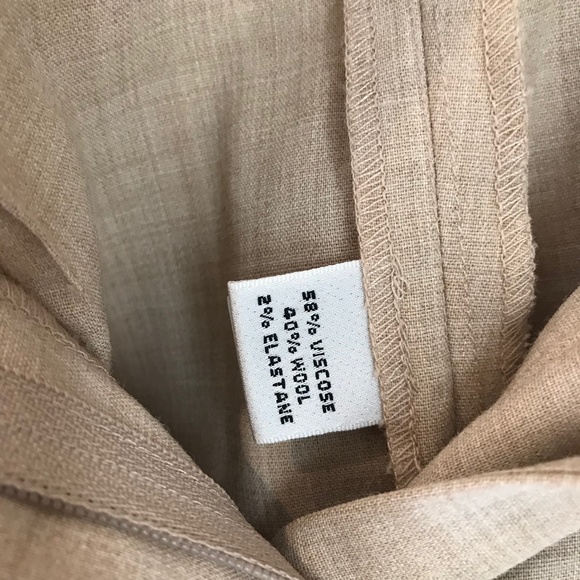 58% VISCOSE
40% WOOL
2% ELASTANE